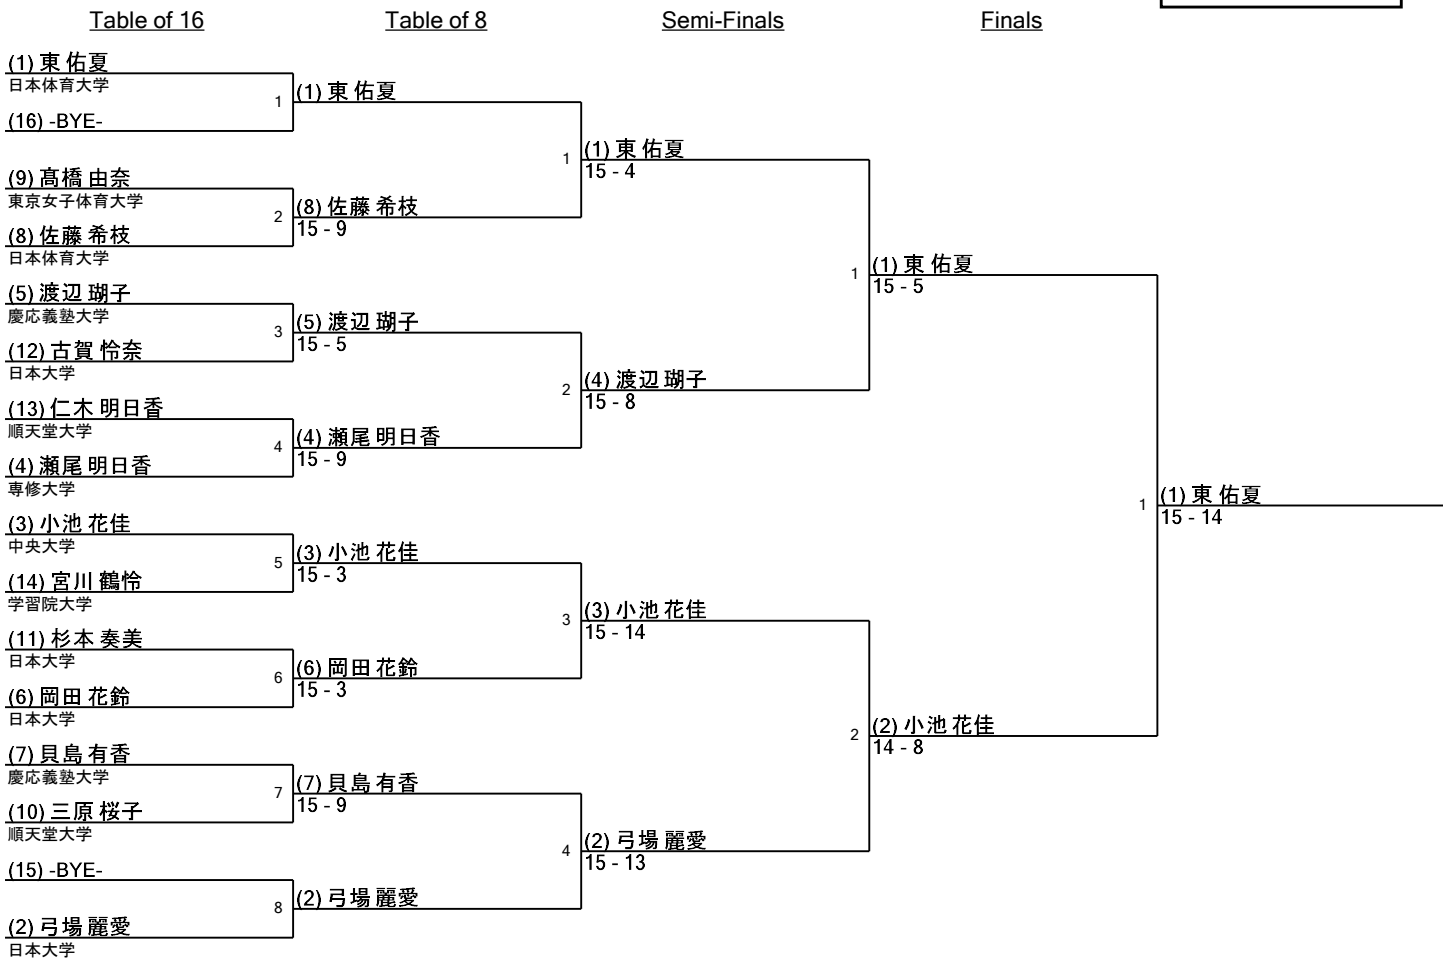 Table of 16
Table of 8
Semi-Finals
Finals
(1) 東 佑夏
日本体育大学
1
(16) -BYE-
(9) 髙橋 由奈
東京女子体育大学
2
(8) 佐藤 希枝
日本体育大学
(5) 渡辺 瑚子
慶応義塾大学
3
(12) 古賀 怜奈
日本大学
(13) 仁木 明日香
順天堂大学
4
(4) 瀬尾 明日香
専修大学
(3) 小池 花佳
中央大学
5
(14) 宮川 鶴怜
学習院大学
(11) 杉本 奏美
日本大学
6
(6) 岡田 花鈴
日本大学
(7) 貝島 有香
慶応義塾大学
7
(10) 三原 桜子
順天堂大学
(15) -BYE-
8
(2) 弓場 麗愛
日本大学
(1) 東 佑夏
1
(8) 佐藤 希枝
15 - 9
(5) 渡辺 瑚子
15 - 5
2
(4) 瀬尾 明日香
15 - 9
(3) 小池 花佳
15 - 3
3
(6) 岡田 花鈴
15 - 3
(7) 貝島 有香
15 - 9
4
(2) 弓場 麗愛
(1) 東 佑夏
15 - 4
1
(4) 渡辺 瑚子
15 - 8
(3) 小池 花佳
15 - 14
2
(2) 弓場 麗愛
15 - 13
(1) 東 佑夏
15 - 5
1
(2) 小池 花佳
14 - 8
(1) 東 佑夏
15 - 14